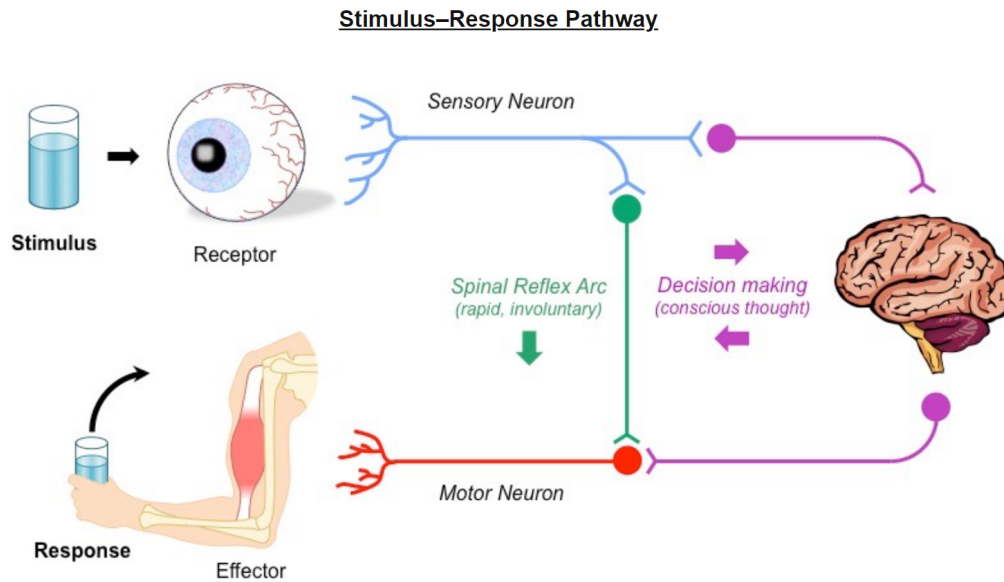 Stimulus–Response Pathway
Sensory Neuron
Stimulus
Receptor
Spinal Reflex Arc
(rapid, involuntary)
Decision making
(conscious thought)
Motor Neuron
Response
Effector